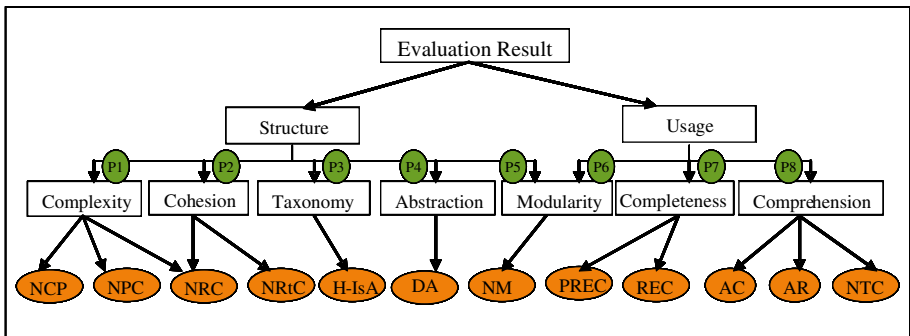 Evaluation Result
Structure
Usage
P1 P2 P3 P4 P5 P6 P7 P8
Complexity Cohesion Taxonomy Abstraction Modularity Completeness Comprehension
NCP NPC NRC NRtC H-IsA DA NM PREC REC AC AR NTC